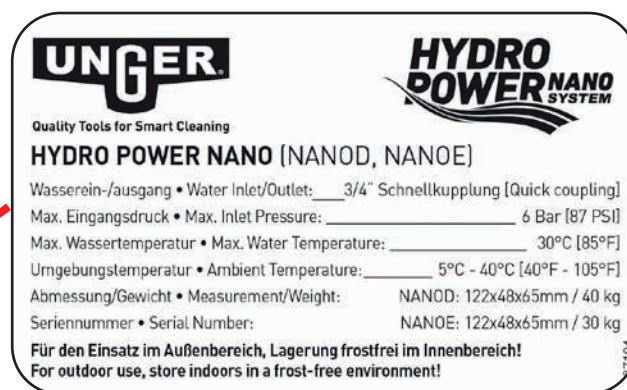 UNGER®
Quality Tools for Smart Cleaning
HYDRO
POWER NANO
SYSTEM
HYDRO POWER NANO (NANOD, NANOE)
Wasserein-/ausgang • Water Inlet/Outlet:____3/4" Schnellkupplung [Quick coupling]
Max. Eingangsdruck • Max. Inlet Pressure: ________________________ 6 Bar [87 PSI]
Max. Wassertemperatur • Max. Water Temperature: ________________ 30°C [85°F]
Umgebungstemperatur • Ambient Temperature:________ 5°C - 40°C [40°F - 105°F]
Abmessung/Gewicht • Measurement/Weight: NANOD: 122x48x65mm / 40 kg
Seriennummer • Serial Number: NANOE: 122x48x65mm / 30 kg
Für den Einsatz im Außenbereich, Lagerung frostfrei im Innenbereich!
For outdoor use, store indoors in a frost-free environment!